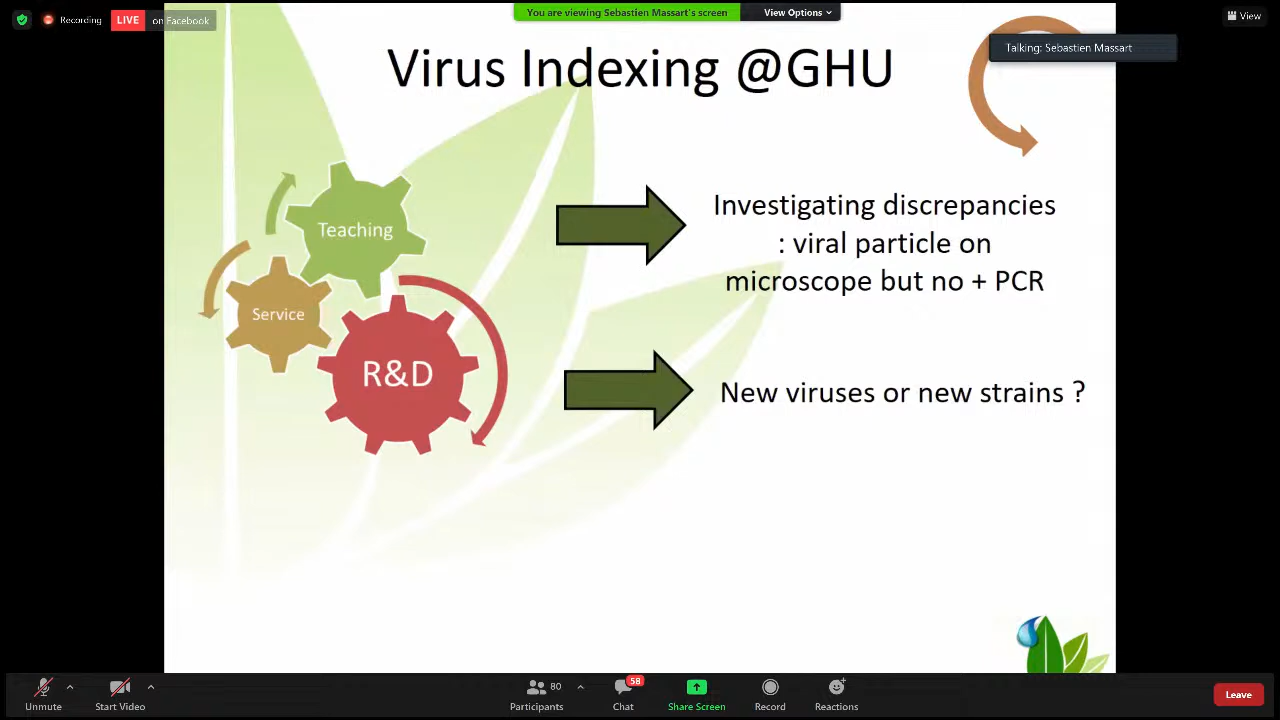 Recording
LIVE on Facebook
You are viewing Sebastien Massart's screen
View Options
View
Talking: Sebastien Massart
Virus Indexing @GHU
Teaching
Service
R&D
Investigating discrepancies
: viral particle on
microscope but no + PCR
New viruses or new strains ?
Unmute
Start Video
80
Participants
58
Chat
Share Screen
Record
Reactions
Leave